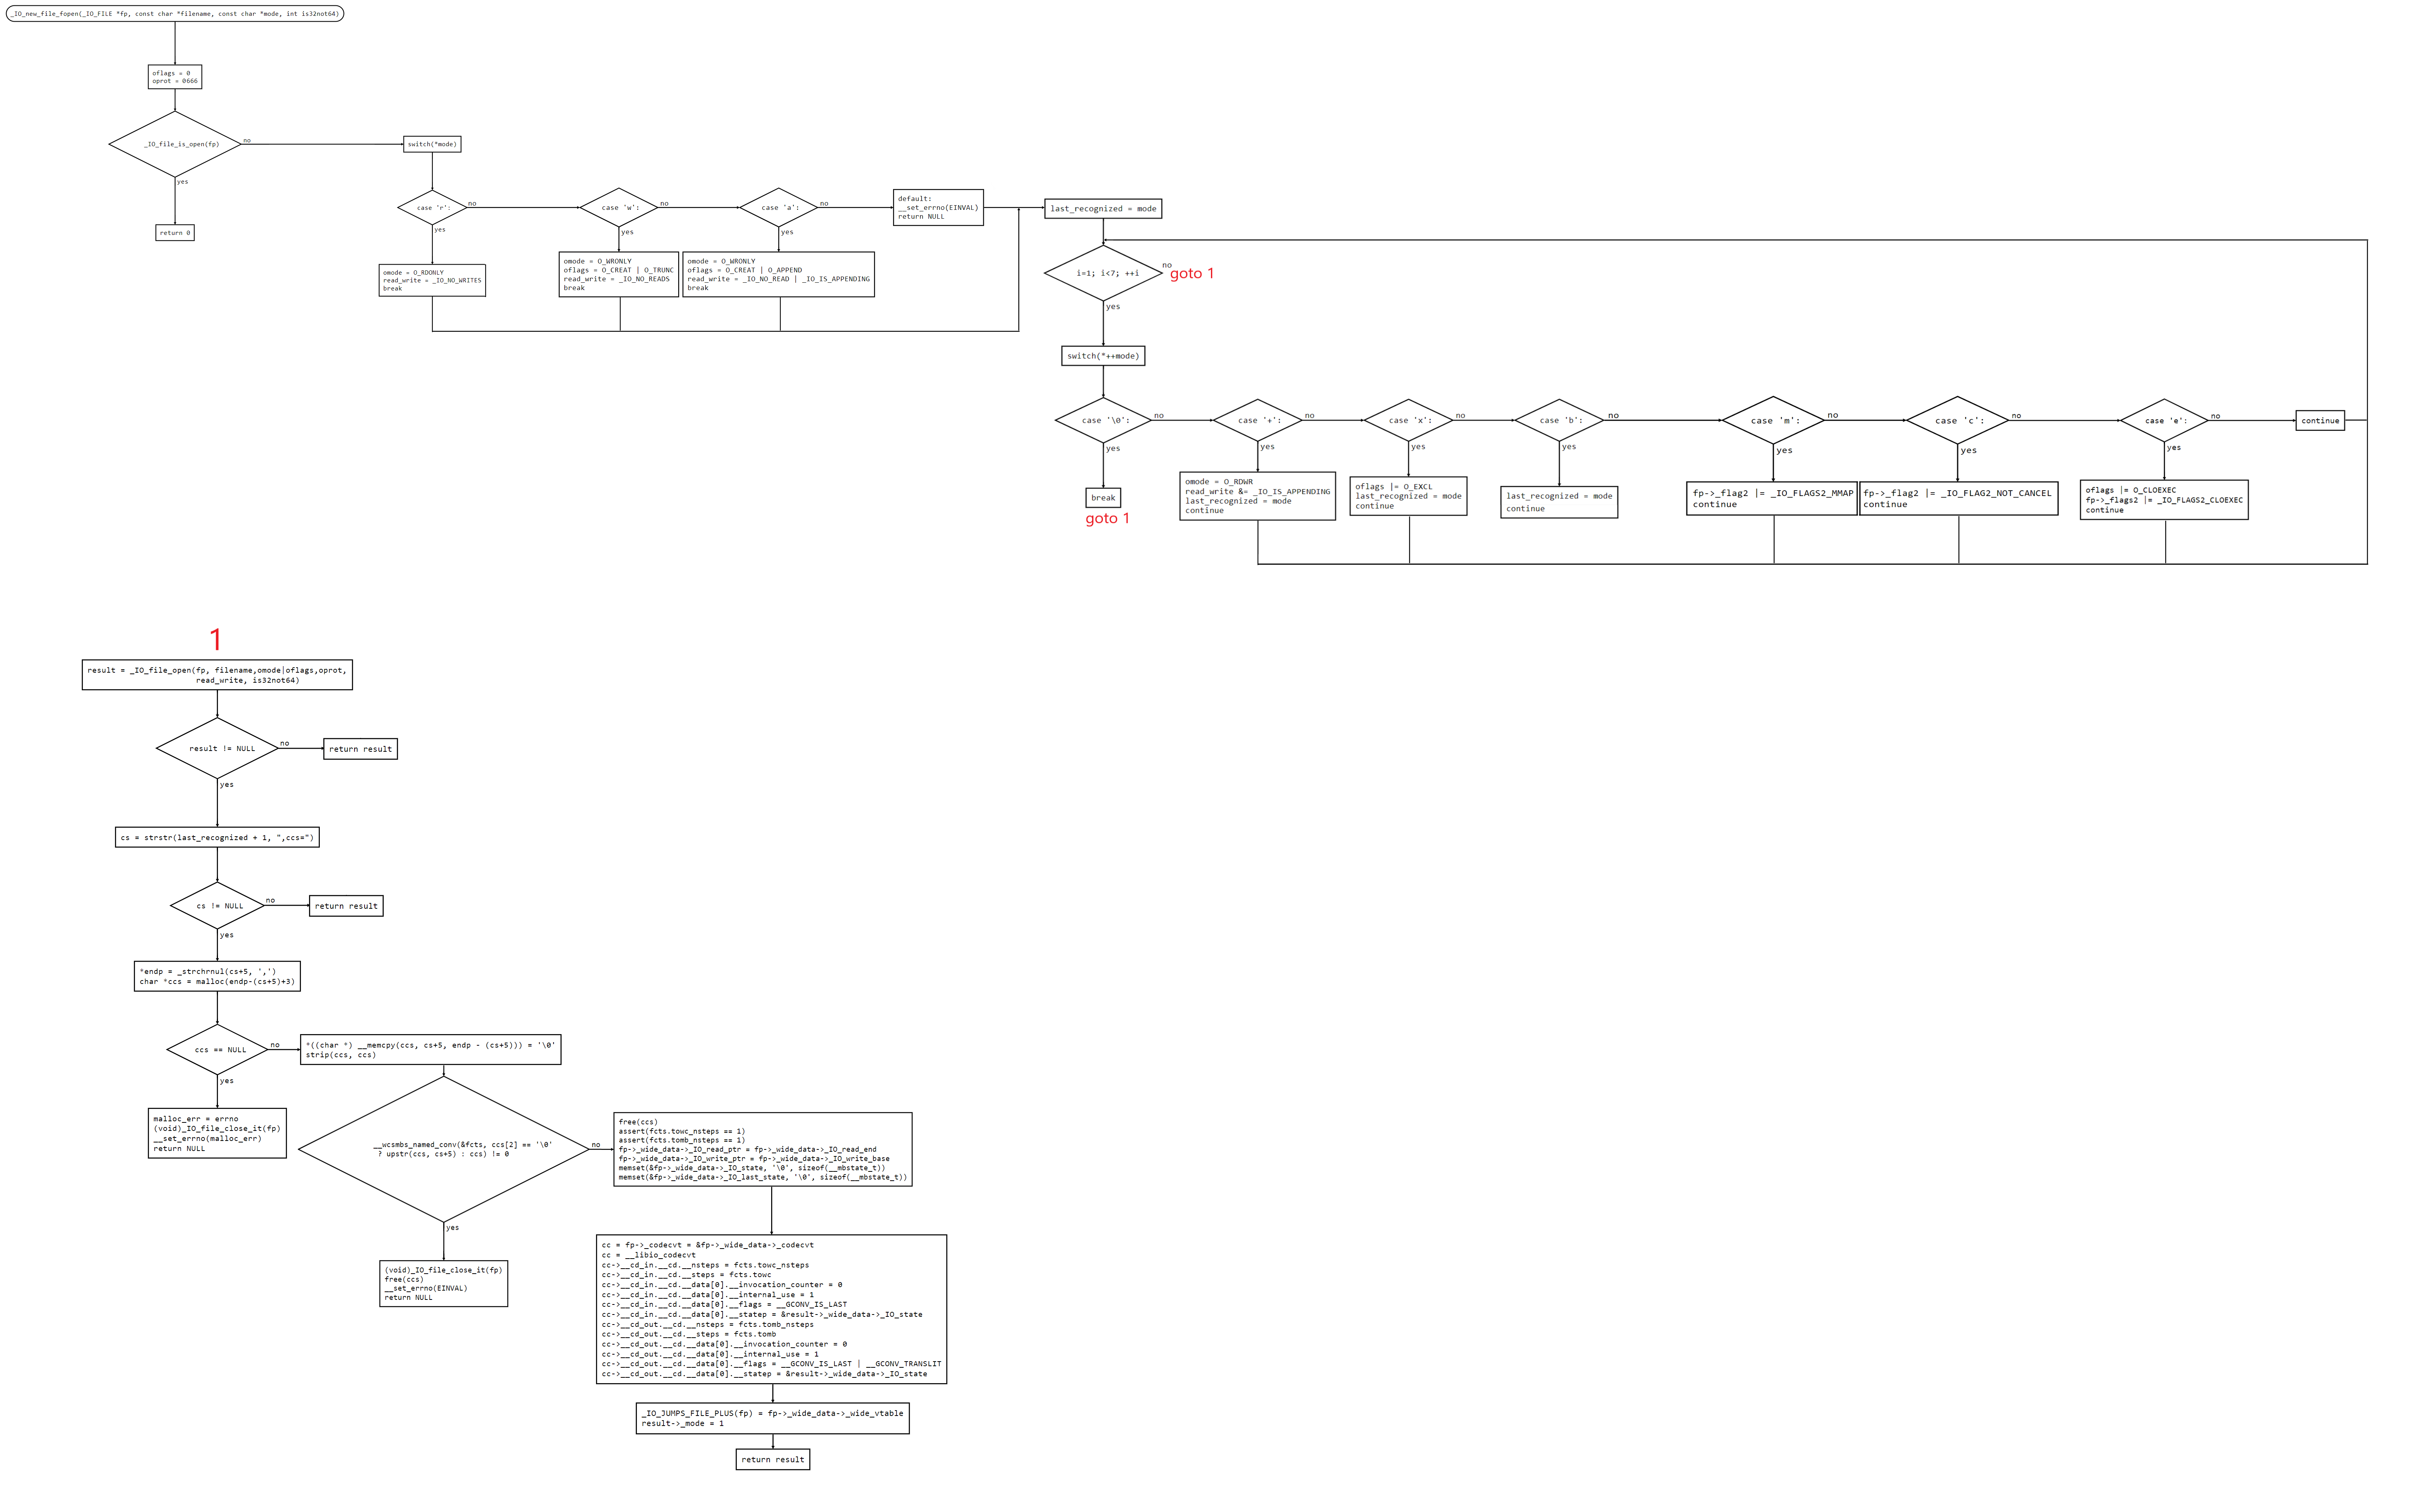 _IO_new_file_fopen(_IO_FILE *fp, const char *filename, const char *mode, int is32not64)
oflags = 0
oprot = 0666
_IO_file_is_open(fp)
no
yes
return 0
switch(*mode)
case 'r':
no
yes
omode = O_RDONLY
read_write = _IO_NO_WRITES
break
case 'w':
no
yes
omode = O_WRONLY
oflags = O_CREAT | O_TRUNC
read_write = _IO_NO_READS
break
case 'a':
no
yes
omode = O_WRONLY
oflags = O_CREAT | O_APPEND
read_write = _IO_NO_READ | _IO_IS_APPENDING
break
default:
__set_errno(EINVAL)
return NULL
last_recognized = mode
i=1; i<7; ++i
no
goto 1
yes
switch(*++mode)
case '\0':
no
yes
break
goto 1
case '+':
no
yes
omode = O_RDWR
read_write &= _IO_IS_APPENDING
last_recognized = mode
continue
case 'x':
no
yes
oflags |= O_EXCL
last_recognized = mode
continue
case 'b':
no
yes
last_recognized = mode
continue
case 'm':
no
yes
fp->_flag2 |= _IO_FLAGS2_MMAP
continue
case 'c':
no
yes
fp->_flag2 |= _IO_FLAG2_NOT_CANCEL
continue
case 'e':
no
yes
oflags |= O_CLOEXEC
fp->_flags2 |= _IO_FLAGS2_CLOEXEC
continue
continue
1
result = _IO_file_open(fp, filename,omode|oflags,oprot,
read_write, is32not64)
result != NULL
no
return result
yes
cs = strstr(last_recognized + 1, ",ccs=")
cs != NULL
no
return result
yes
*endp = _strchrnul(cs+5, ',')
char *ccs = malloc(endp-(cs+5)+3)
ccs == NULL
no
yes
malloc_err = errno
(void)_IO_file_close_it(fp)
__set_errno(malloc_err)
return NULL
*((char *) __memcpy(ccs, cs+5, endp - (cs+5))) = '\0'
strip(ccs, ccs)
__wcsmbs_named_conv(&fcts, ccs[2] == '\0'
? upstr(ccs, cs+5) : ccs) != 0
no
yes
(void)_IO_file_close_it(fp)
free(ccs)
__set_errno(EINVAL)
return NULL
free(ccs)
assert(fcts.towc_nsteps == 1)
assert(fcts.tomb_nsteps == 1)
fp->_wide_data->_IO_read_ptr = fp->_wide_data->_IO_read_end
fp->_wide_data->_IO_write_ptr = fp->_wide_data->_IO_write_base
memset(&fp->_wide_data->_IO_state, '\0', sizeof(__mbstate_t))
memset(&fp->_wide_data->_IO_last_state, '\0', sizeof(__mbstate_t))
cc = fp->_codecvt = &fp->_wide_data->_codecvt
cc = __libio_codecvt
cc->__cd_in.__cd.__nsteps = fcts.towc_nsteps
cc->__cd_in.__cd.__steps = fcts.towc
cc->__cd_in.__cd.__data[0].__invocation_counter = 0
cc->__cd_in.__cd.__data[0].__internal_use = 1
cc->__cd_in.__cd.__data[0].__flags = __GCONV_IS_LAST
cc->__cd_in.__cd.__data[0].__statep = &result->_wide_data->_IO_state
cc->__cd_out.__cd.__nsteps = fcts.tomb_nsteps
cc->__cd_out.__cd.__steps = fcts.tomb
cc->__cd_out.__cd.__data[0].__invocation_counter = 0
cc->__cd_out.__cd.__data[0].__internal_use = 1
cc->__cd_out.__cd.__data[0].__flags = __GCONV_IS_LAST | __GCONV_TRANSLIT
cc->__cd_out.__cd.__data[0].__statep = &result->_wide_data->_IO_state
_IO_JUMPS_FILE_PLUS(fp) = fp->_wide_data->_wide_vtable
result->_mode = 1
return result